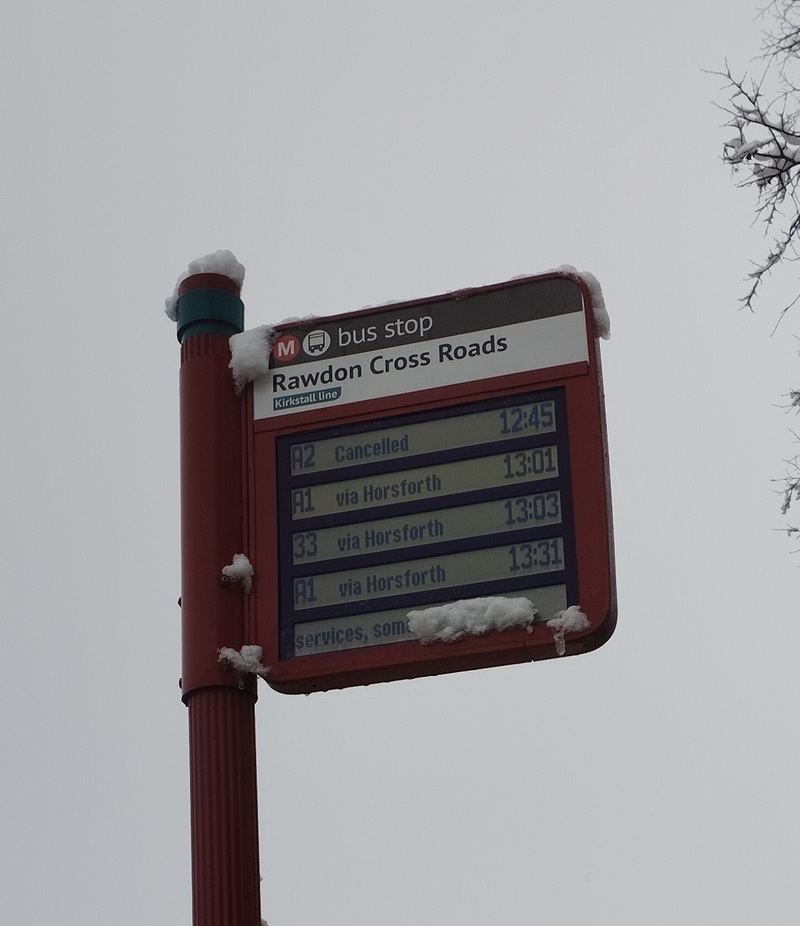 M bus stop
Rawdon Cross Roads
Kirkstall line
A2 Cancelled 12:45
A1 via Horsforth 13:01
33 via Horsforth 13:03
A1 via Horsforth 13:31
services, som